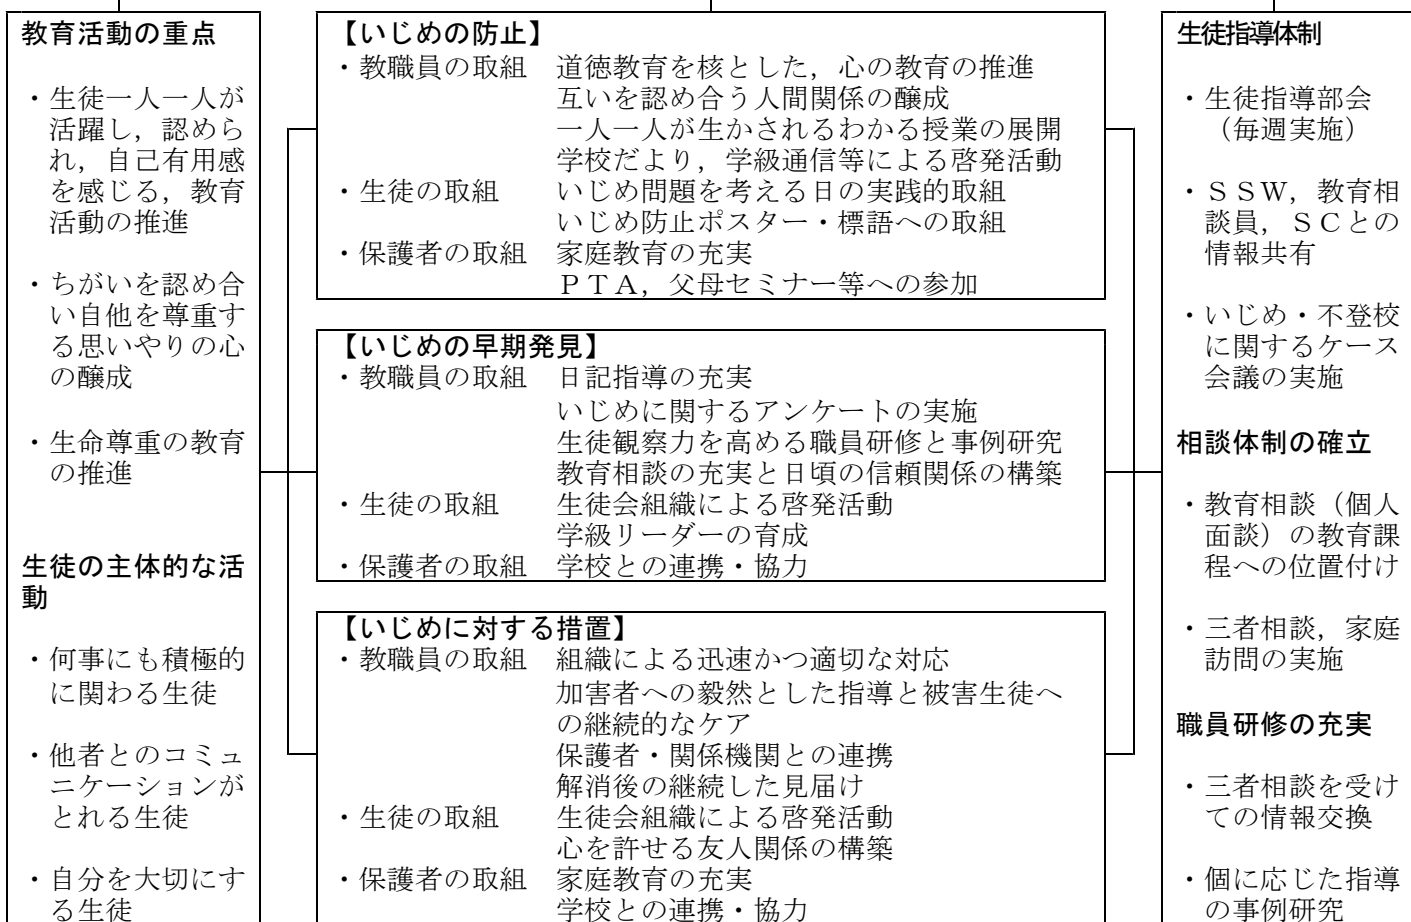 教育活動の重点
・生徒一人一人が
活躍し，認めら
れ，自己有用感
を感じる，教育
活動の推進
・ちがいを認め合
い自他を尊重す
る思いやりの心
の醸成
・生命尊重の教育
の推進
生徒の主体的な活
動
・何事にも積極的
に関わる生徒
・他者とのコミュ
ニケーションが
とれる生徒
・自分を大切にす
る生徒
【いじめの防止】
・教職員の取組　道徳教育を核とした，心の教育の推進
互いを認め合う人間関係の醸成
一人一人が生かされるわかる授業の展開
学校だより，学級通信等による啓発活動
・生徒の取組　いじめ問題を考える日の実践的取組
いじめ防止ポスター・標語への取組
・保護者の取組　家庭教育の充実
ＰＴＡ，父母セミナー等への参加
【いじめの早期発見】
・教職員の取組　日記指導の充実
いじめに関するアンケートの実施
生徒観察力を高める職員研修と事例研究
教育相談の充実と日頃の信頼関係の構築
・生徒の取組　生徒会組織による啓発活動
学級リーダーの育成
・保護者の取組　学校との連携・協力
【いじめに対する措置】
・教職員の取組　組織による迅速かつ適切な対応
加害者への毅然とした指導と被害生徒へ
の継続的なケア
保護者・関係機関との連携
解消後の継続した見届け
・生徒の取組　生徒会組織による啓発活動
心を許せる友人関係の構築
・保護者の取組　家庭教育の充実
学校との連携・協力
生徒指導体制
・生徒指導部会
（毎週実施）
・ＳＳＷ，教育相
談員，ＳＣとの
情報共有
・いじめ・不登校
に関するケース
会議の実施
相談体制の確立
・教育相談（個人
面談）の教育課
程への位置付け
・三者相談，家庭
訪問の実施
職員研修の充実
・三者相談を受け
ての情報交換
・個に応じた指導
の事例研究